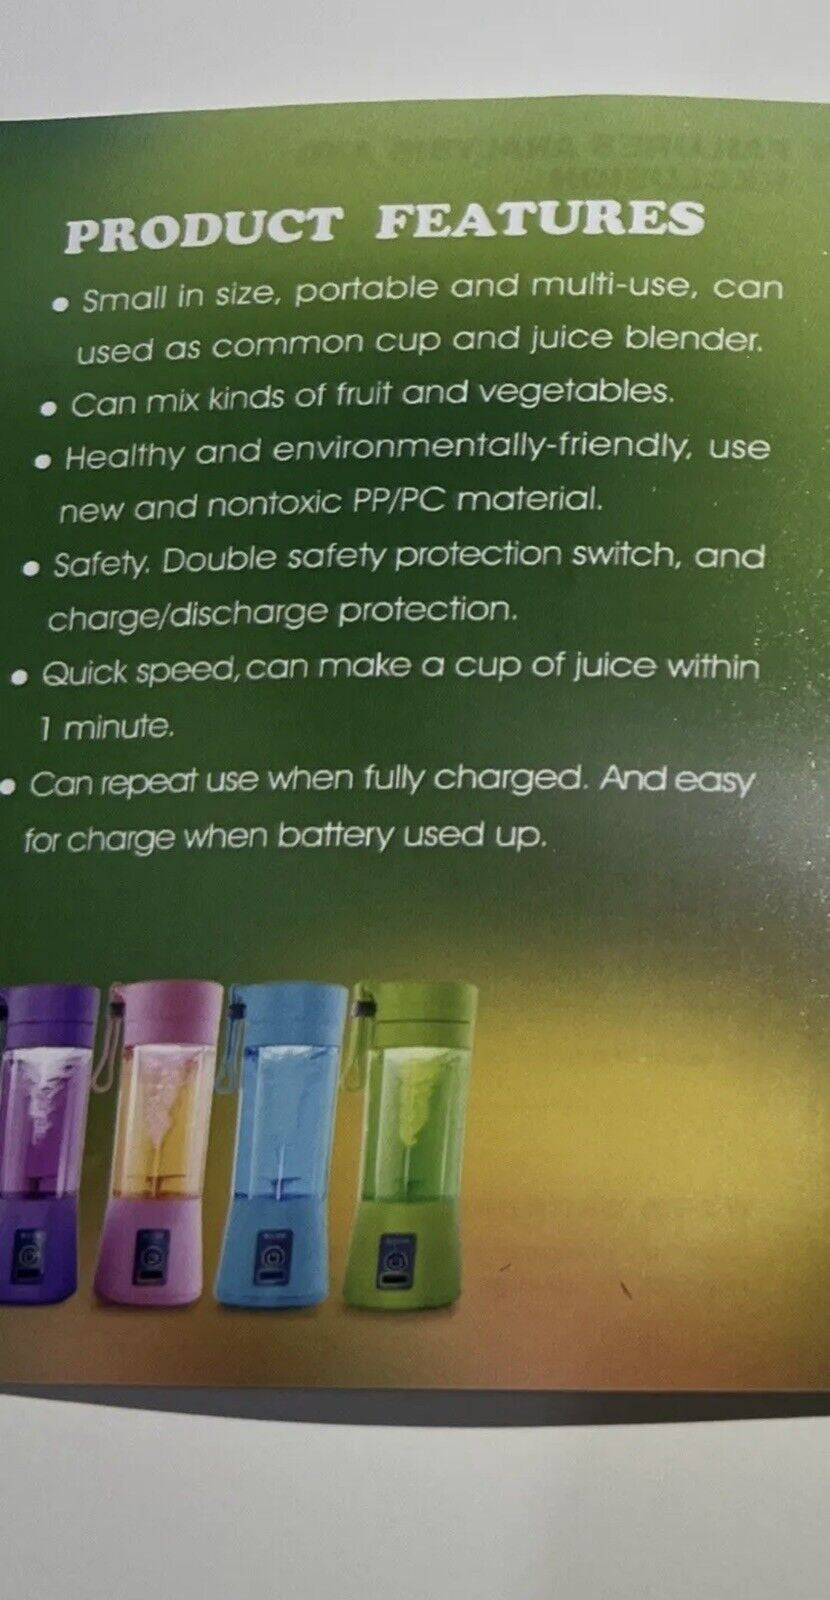 PRODUCT FEATURES
• Small in size, portable and multi-use, can
used as common cup and juice blender.
• Can mix kinds of fruit and vegetables.
• Healthy and environmentally-friendly, use
new and nontoxic PP/PC material.
• Safety. Double safety protection switch, and
charge/discharge protection.
• Quick speed, can make a cup of juice within
1 minute.
• Can repeat use when fully charged. And easy
for charge when battery used up.